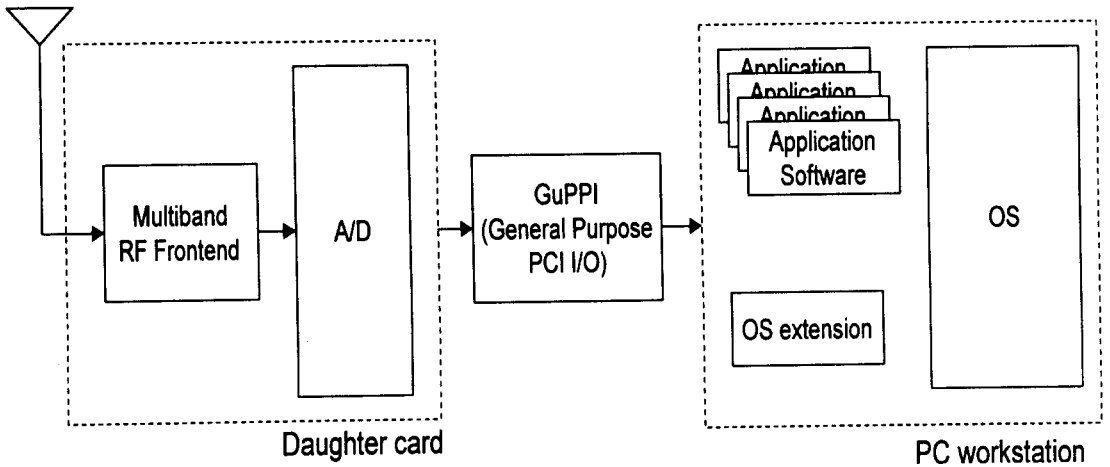 Multiband
RF Frontend
A/D
Daughter card
GuPPI
(General Purpose
PCI I/O)
Application
Application
Application
Application
Software
OS extension
OS
PC workstation